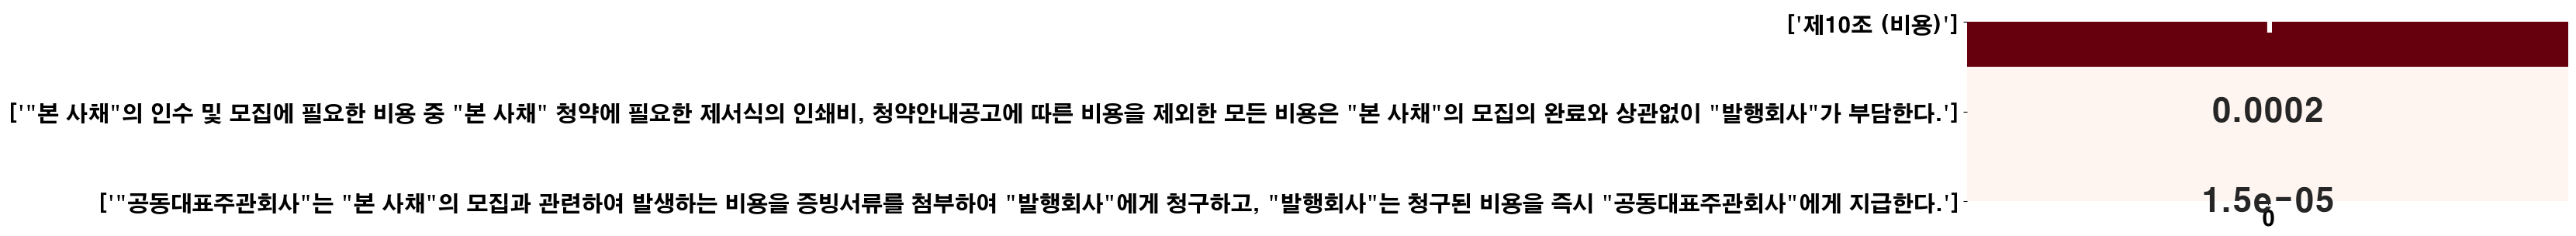 ['제10조 (비용)']
['"본 사채"의 인수 및 모집에 필요한 비용 중 "본 사채" 청약에 필요한 제서식의 인쇄비, 청약안내공고에 따른 비용을 제외한 모든 비용은 "본 사채"의 모집의 완료와 상관없이 "발행회사"가 부담한다.']
0.0002
['"공동대표주관회사"는 "본 사채"의 모집과 관련하여 발생하는 비용을 증빙서류를 첨부하여 "발행회사"에게 청구하고, "발행회사"는 청구된 비용을 즉시 "공동대표주관회사"에게 지급한다.']
1.5e-05
0